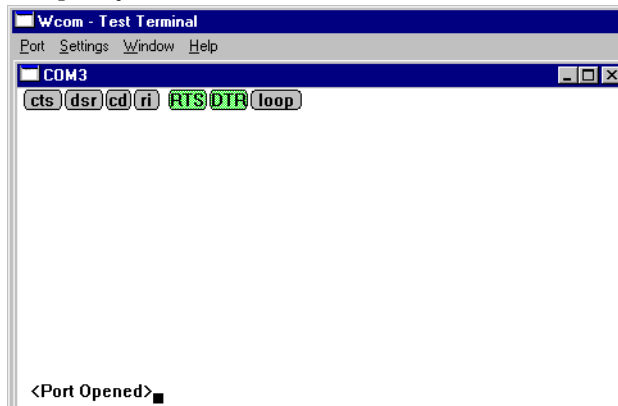 Wcom - Test Terminal
Port Settings Window Help
COM3
cts dsr cd ri RTS DTR loop
<Port Opened>